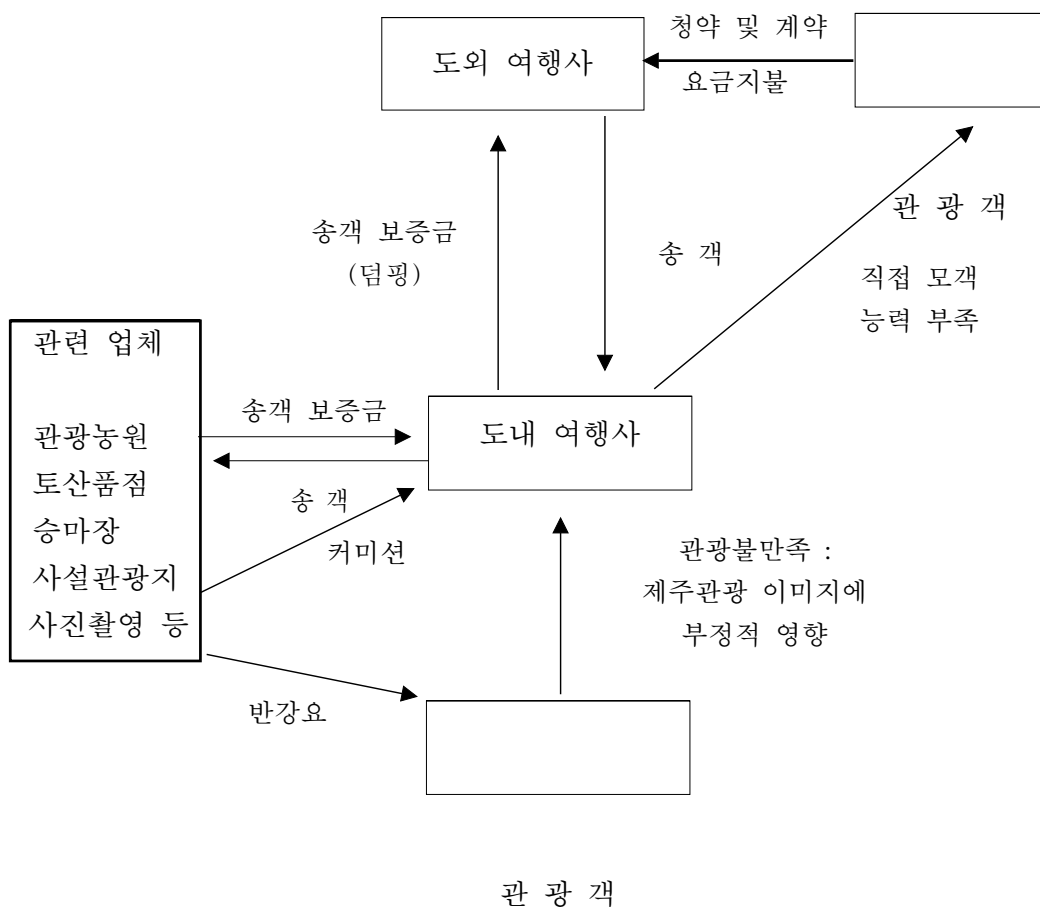 청약 및 계약
도외 여행사
요금지불
관 광 객
송객 보증금
(덤핑)
송 객
직접 모객
능력 부족
관련 업체
송객 보증금
관광농원
도내 여행사
토산품점
송 객
승마장
커미션
관광불만족 :
사설관광지
제주관광 이미지에
사진촬영 등
부정적 영향
반강요
관 광 객